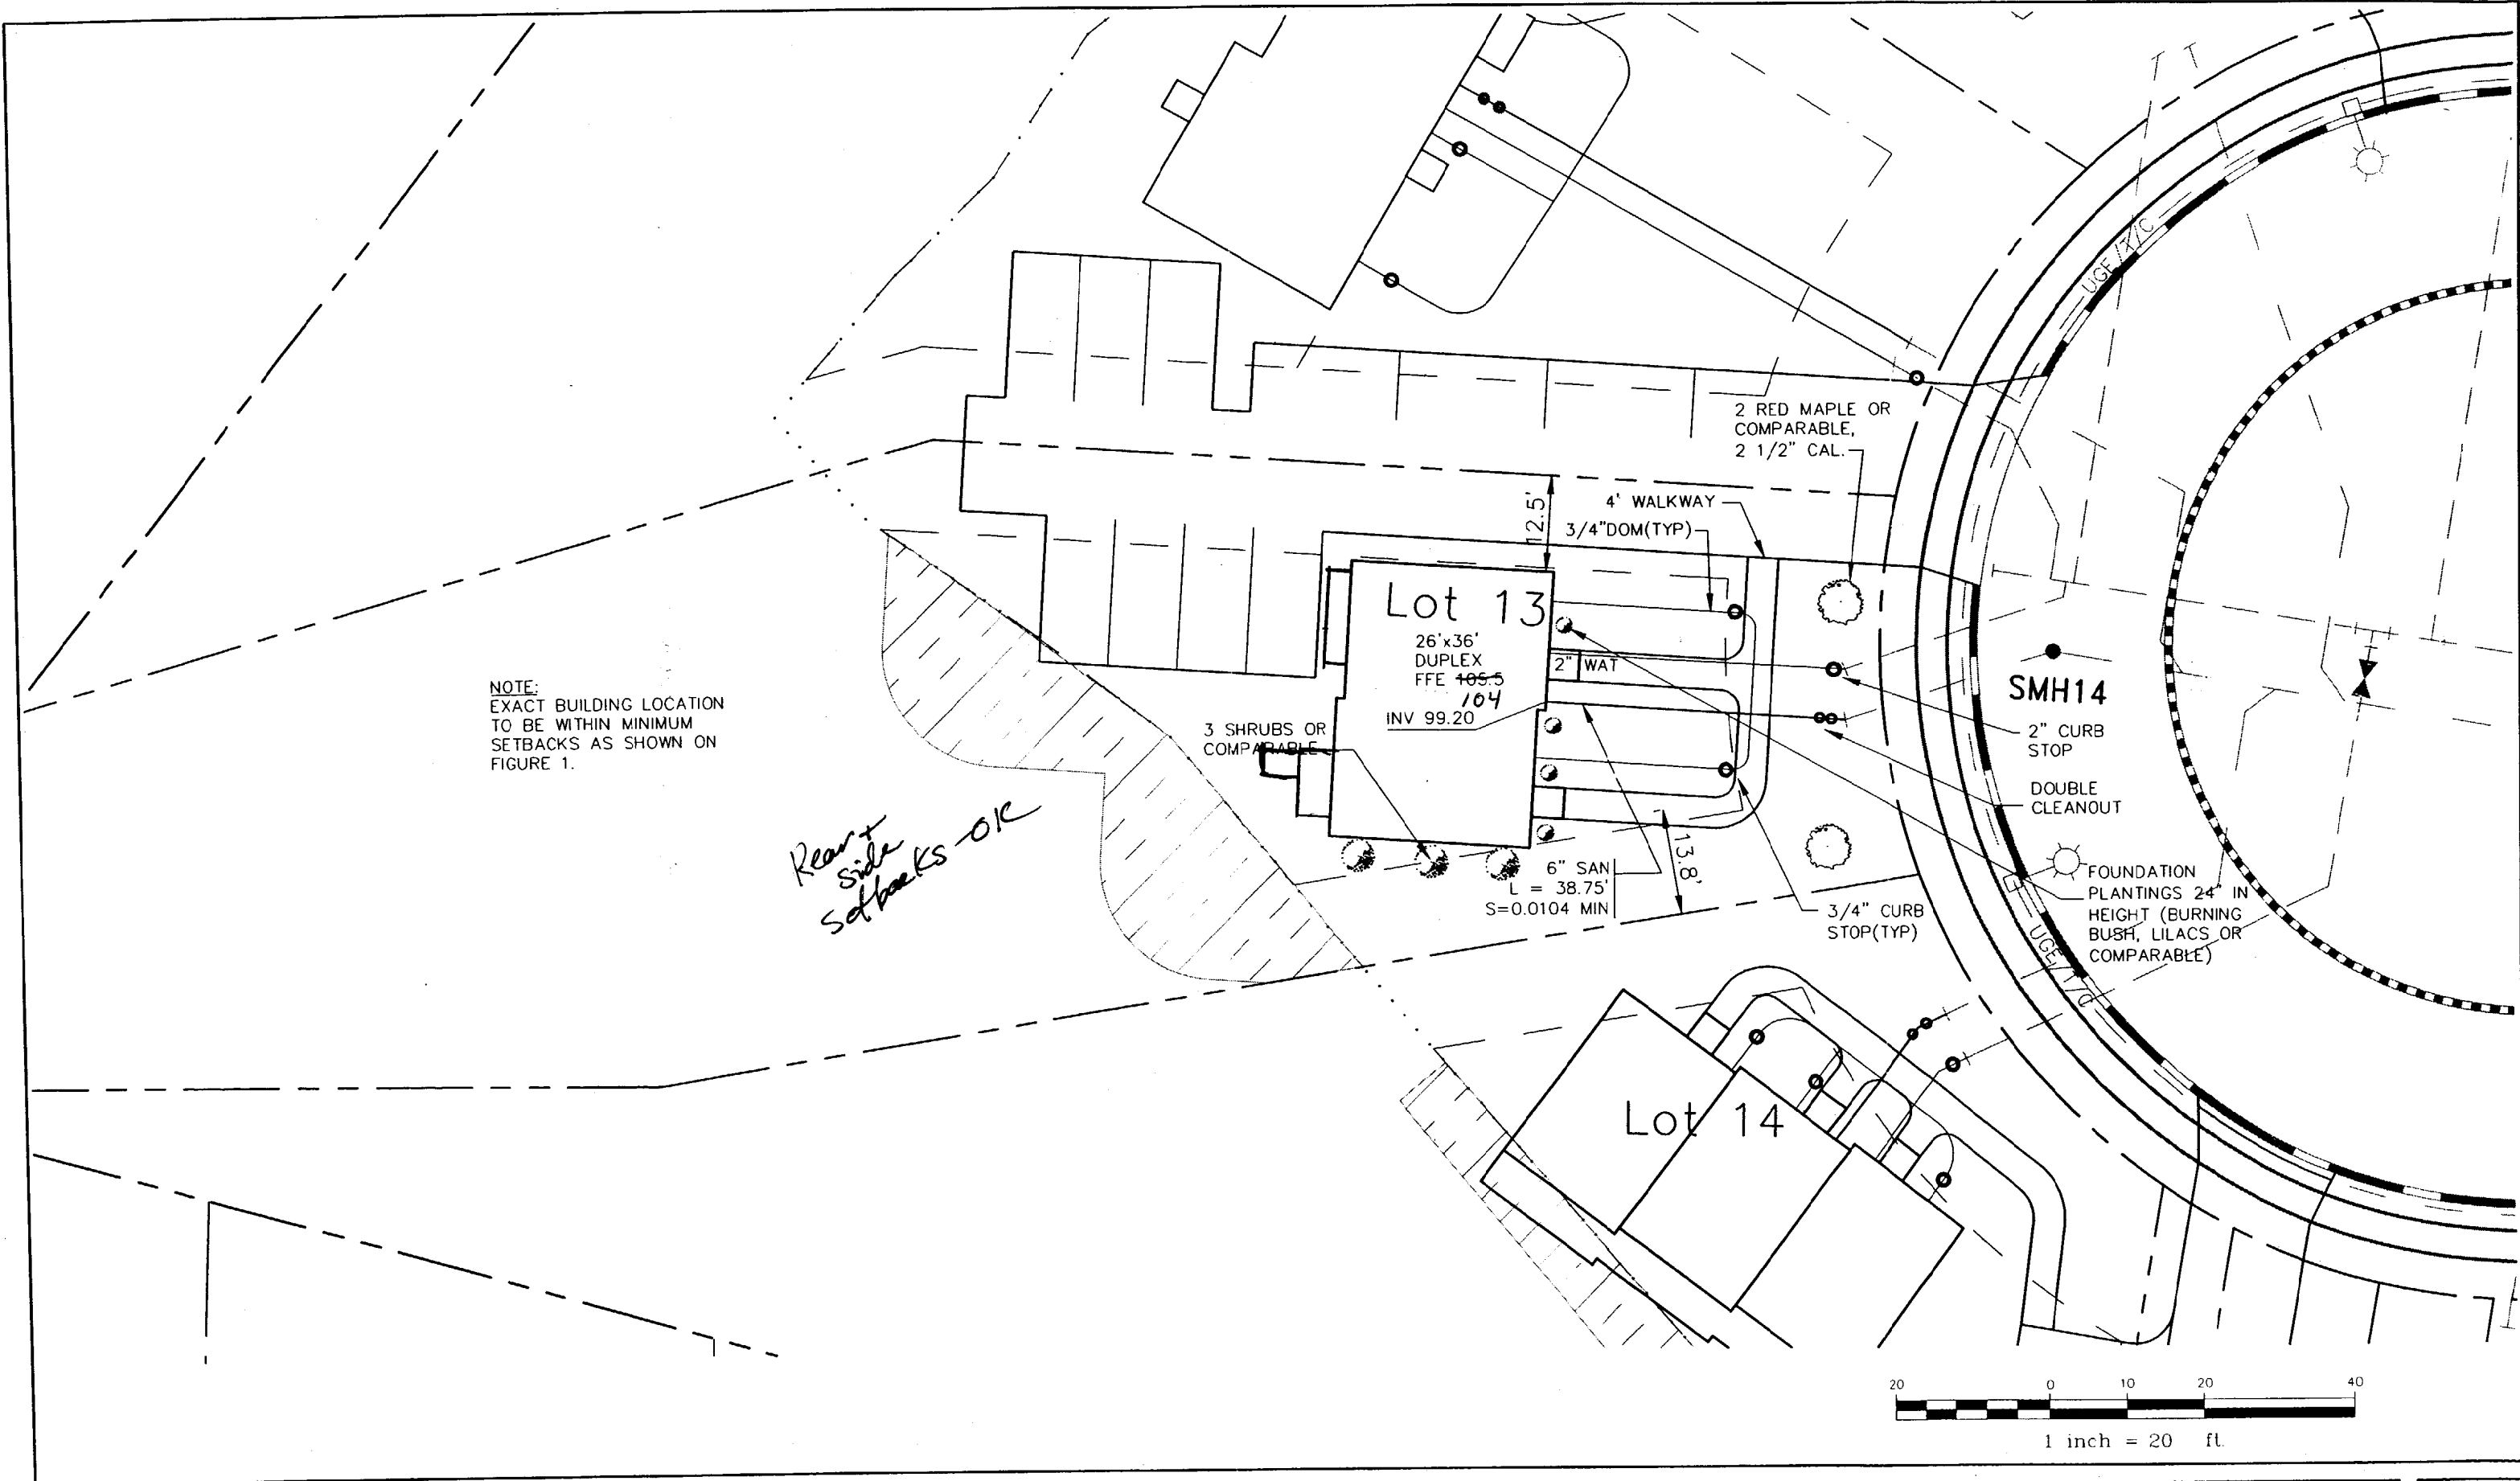 UGE/T/C
2 RED MAPLE OR
COMPARABLE,
2 1/2" CAL.
4' WALKWAY
3/4"DOM(TYP)
12.5'
Lot 13
26'x36'
DUPLEX
FFE 105.5
104
INV 99.20
2" WAT
SMH14
2" CURB
STOP
DOUBLE
CLEANOUT
NOTE:
EXACT BUILDING LOCATION
TO BE WITHIN MINIMUM
SETBACKS AS SHOWN ON
FIGURE 1.
3 SHRUBS OR
COMPARABLE
Rear +
side
Setbacks - OK
6" SAN
L = 38.75'
S=0.0104 MIN
13.8'
3/4" CURB
STOP(TYP)
FOUNDATION
PLANTINGS 24" IN
HEIGHT (BURNING
BUSH, LILACS OR
COMPARABLE)
UGE/T/C
Lot 14
20 0 10 20 40
1 inch = 20 ft.